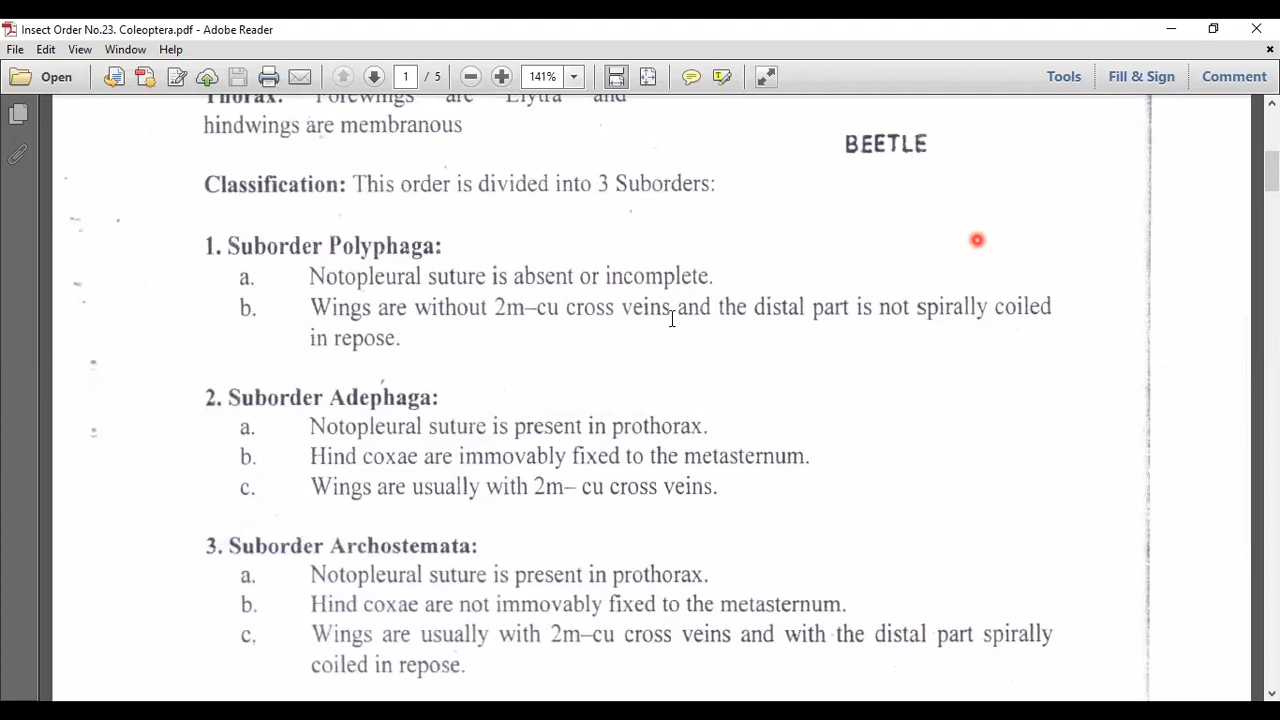 Insect Order No.23. Coleoptera.pdf - Adobe Reader
File Edit View Window Help
Open 1 / 5 141% Tools Fill & Sign Comment
Thorax: Forewings are Elytra and
hindwings are membranous
BEETLE
Classification: This order is divided into 3 Suborders:
1. Suborder Polyphaga:
a. Notopleural suture is absent or incomplete.
b. Wings are without 2m–cu cross veins and the distal part is not spirally coiled
in repose.
2. Suborder Adephaga:
a. Notopleural suture is present in prothorax.
b. Hind coxae are immovably fixed to the metasternum.
c. Wings are usually with 2m– cu cross veins.
3. Suborder Archostemata:
a. Notopleural suture is present in prothorax.
b. Hind coxae are not immovably fixed to the metasternum.
c. Wings are usually with 2m–cu cross veins and with the distal part spirally
coiled in repose.